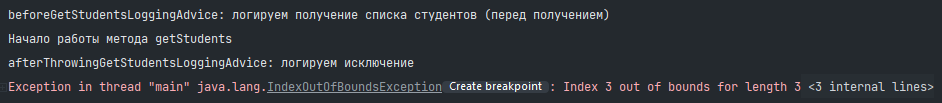 beforeGetStudentsLoggingAdvice: логируем получение списка студентов (перед получением)
Начало работы метода getStudents
afterThrowingGetStudentsLoggingAdvice: логируем исключение
Exception in thread "main" java.lang.IndexOutOfBoundsException Create breakpoint : Index 3 out of bounds for length 3 <3 internal lines>